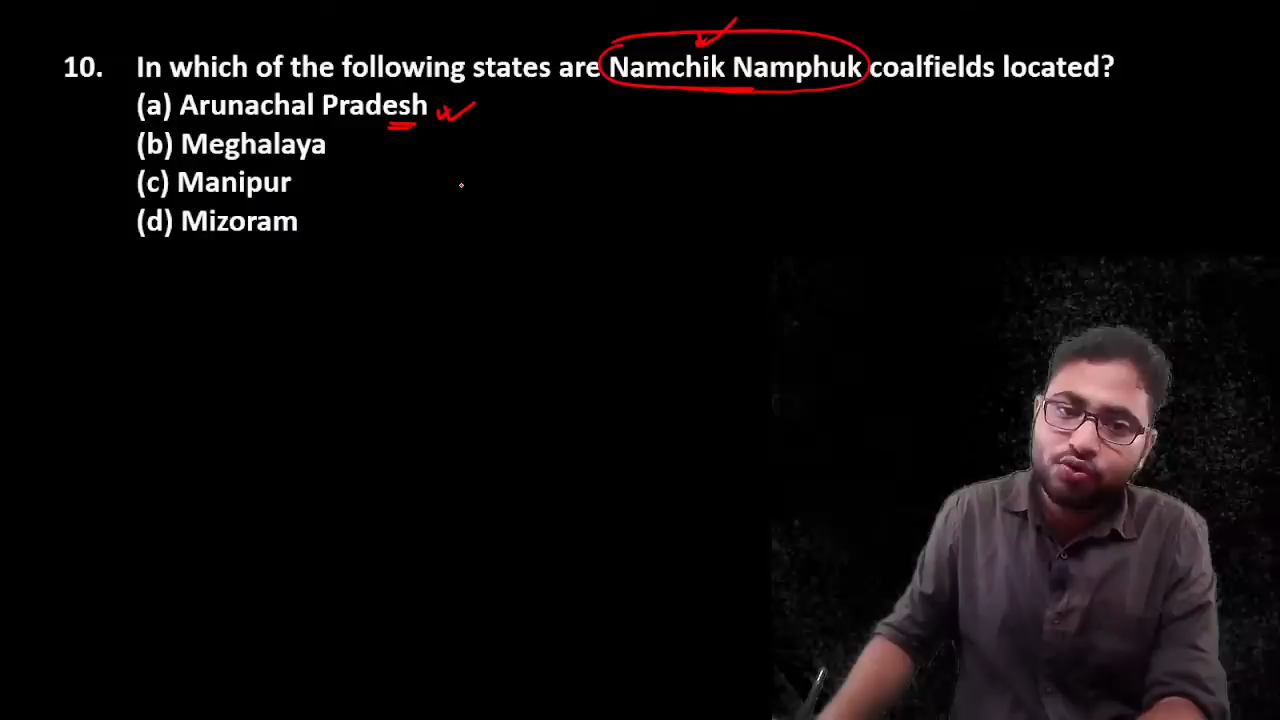 10. In which of the following states are Namchik Namphuk coalfields located?
(a) Arunachal Pradesh
(b) Meghalaya
(c) Manipur
(d) Mizoram